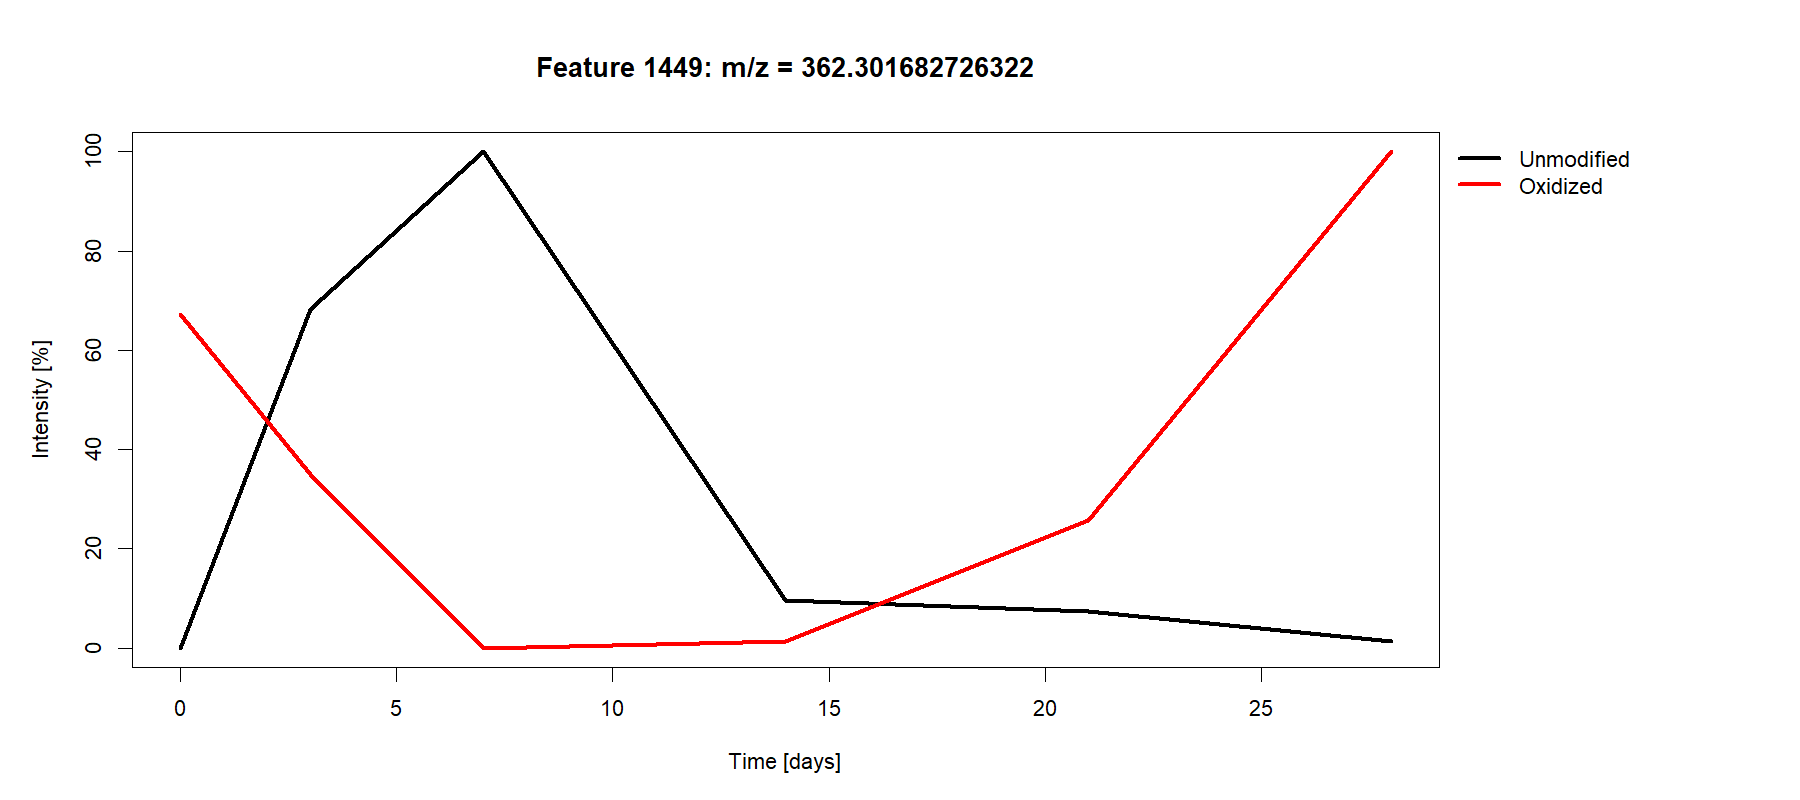 Feature 1449: m/z = 362.301682726322
Unmodified
Oxidized
100
80
60
40
20
0
Intensity [%]
0 5 10 15 20 25
Time [days]